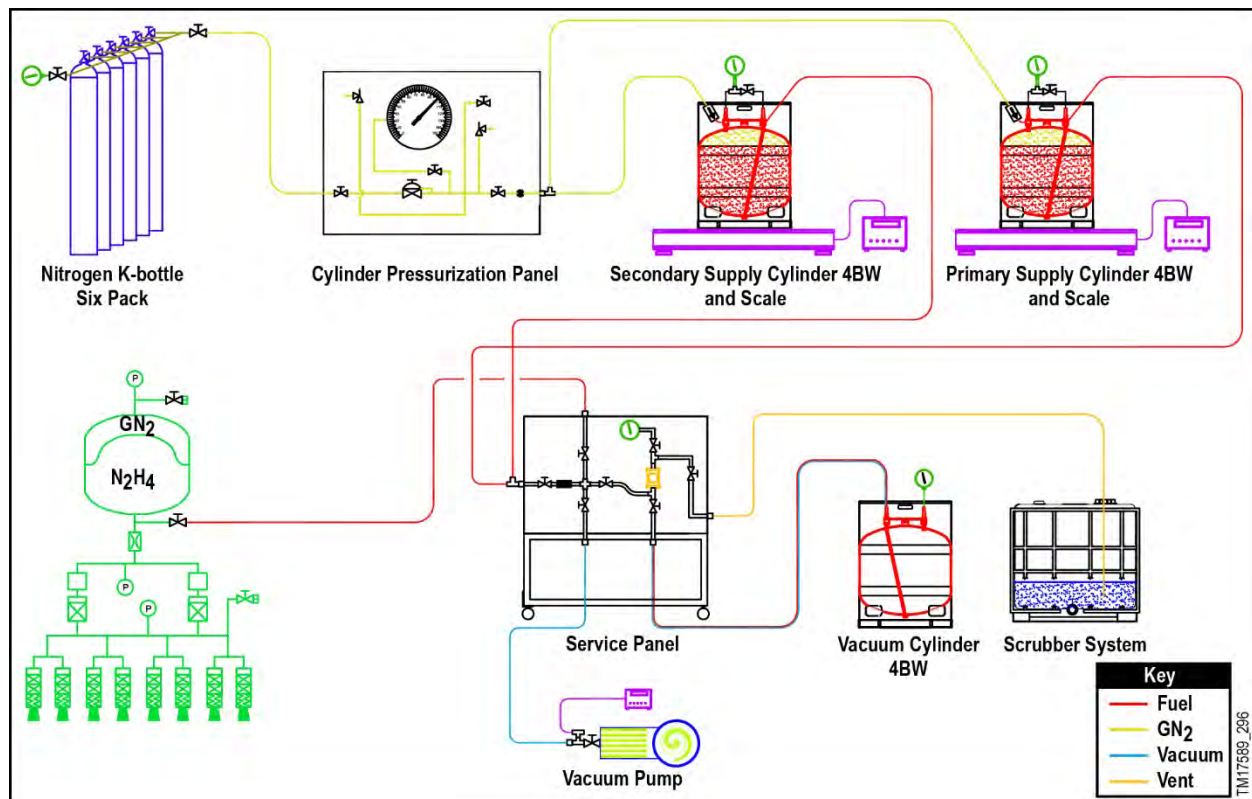 Nitrogen K-bottle
Six Pack
Cylinder Pressurization Panel
Secondary Supply Cylinder 4BW
and Scale
Primary Supply Cylinder 4BW
and Scale
P
GN2
N2H4
P
P
Service Panel
Vacuum Cylinder
4BW
Scrubber System
Vacuum Pump
Key
Fuel
GN2
Vacuum
Vent
TM17589_296